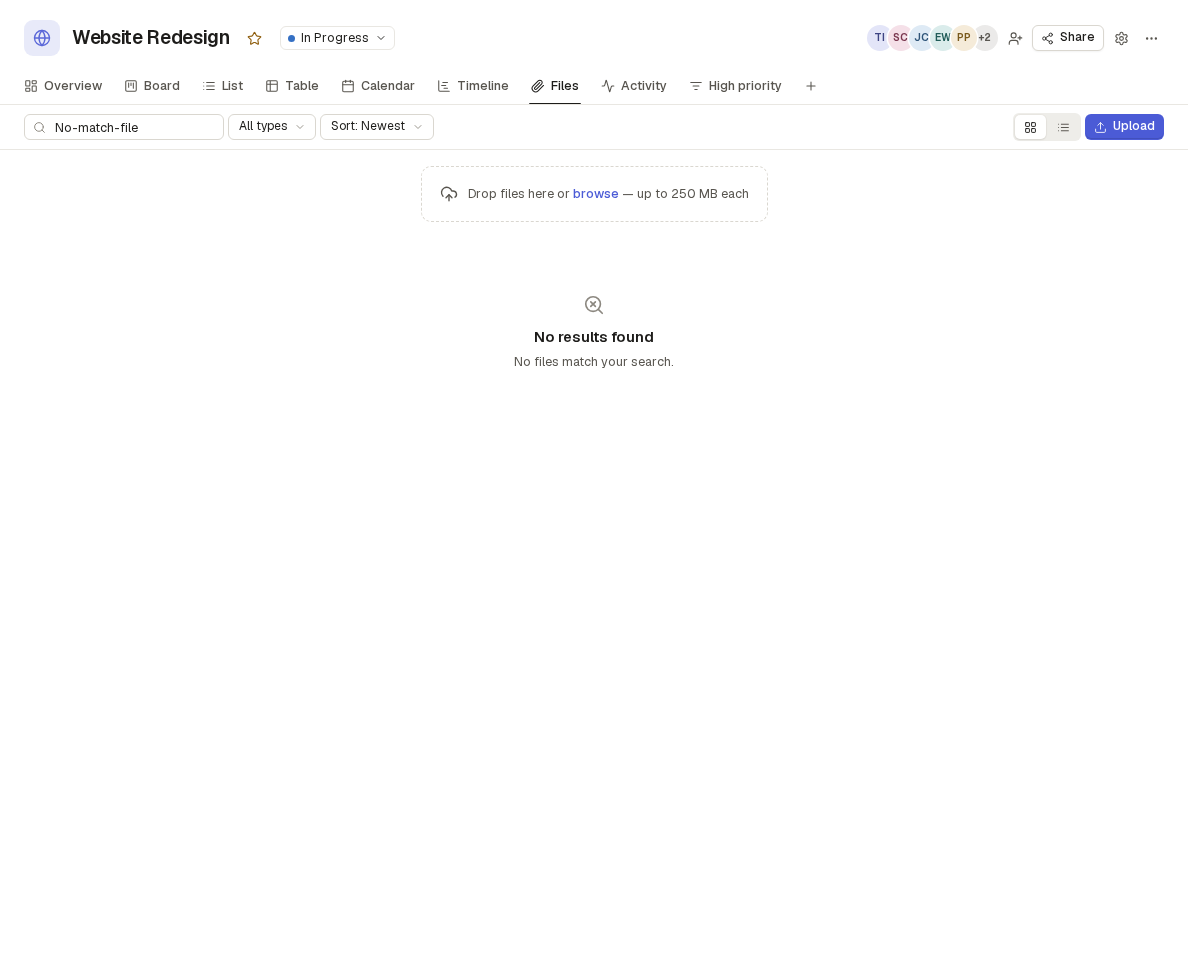 Website Redesign
In Progress
TI SC JC EW PP +2
Share
Overview Board List Table Calendar Timeline Files Activity High priority
No-match-file
All types
Sort: Newest
Upload
Drop files here or browse — up to 250 MB each
No results found
No files match your search.